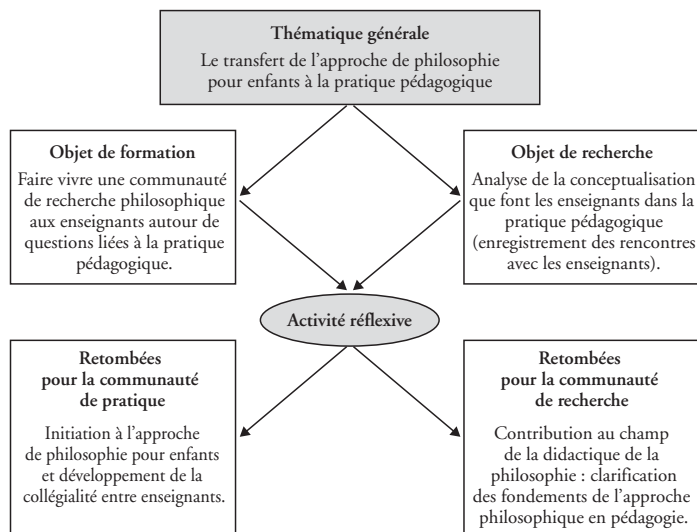 Thématique générale
Le transfert de l’approche de philosophie
pour enfants à la pratique pédagogique
Objet de formation
Faire vivre une communauté
de recherche philosophique
aux enseignants autour de
questions liées à la pratique
pédagogique.
Objet de recherche
Analyse de la conceptualisation
que font les enseignants dans la
pratique pédagogique
(enregistrement des rencontres
avec les enseignants).
Activité réflexive
Retombées
pour la communauté
de pratique
Initiation à l’approche
de philosophie pour enfants
et développement de la
collégialité entre enseignants.
Retombées
pour la communauté
de recherche
Contribution au champ
de la didactique de la
philosophie : clarification
des fondements de l’approche
philosophique en pédagogie.